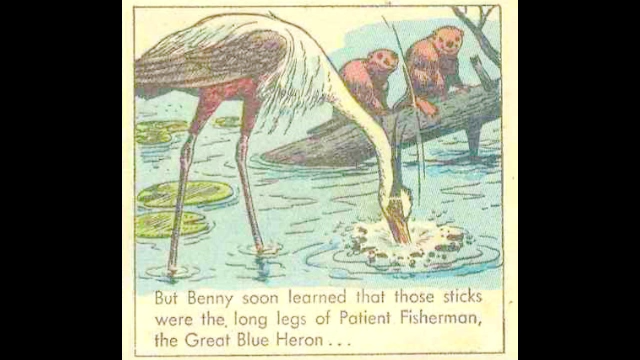 But Benny soon learned that those sticks
were the long legs of Patient Fisherman,
the Great Blue Heron . . .